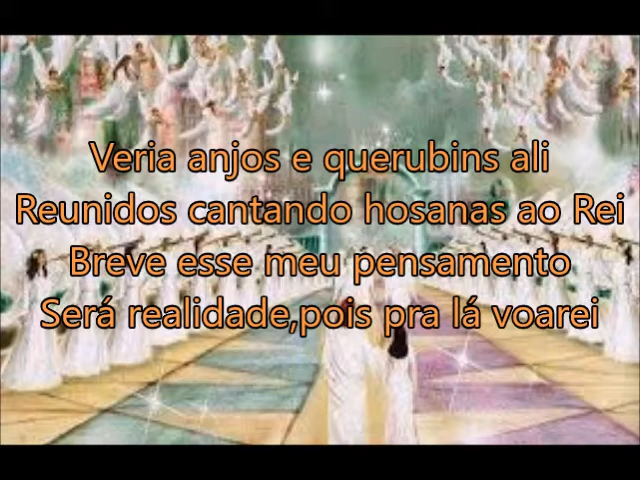 Veria anjos e querubins ali
Reunidos cantando hosanas ao Rei
Breve esse meu pensamento
Será realidade,pois pra lá voarei